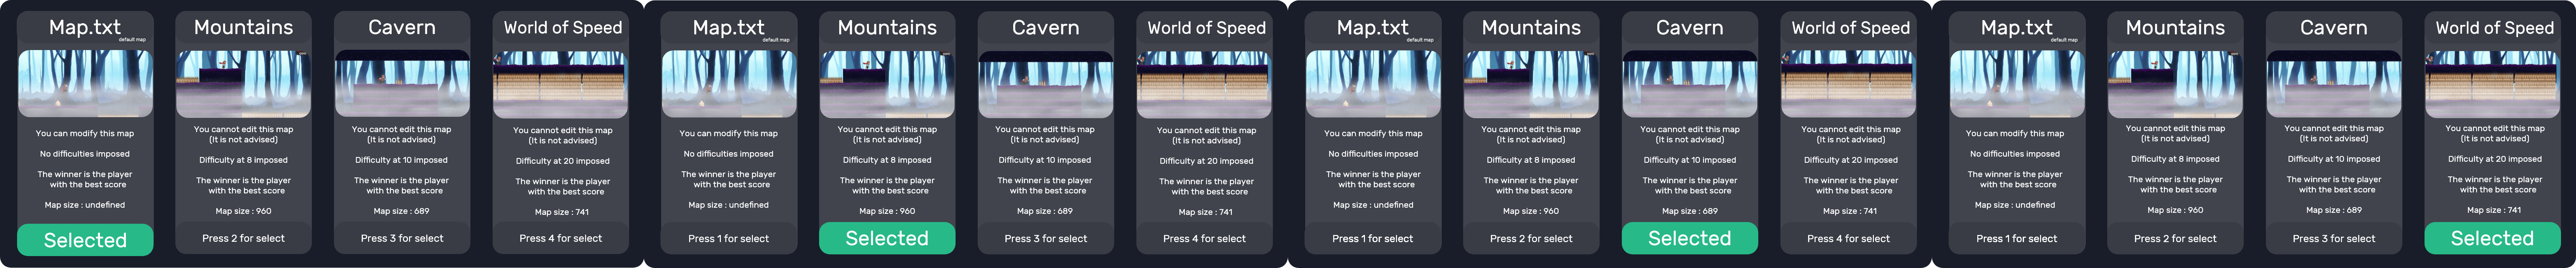 Map.txt
default map
You can modify this map
No difficulties imposed
The winner is the player
with the best score
Map size : undefined
Selected
Mountains
You cannot edit this map
(It is not advised)
Difficulty at 8 imposed
The winner is the player
with the best score
Map size : 960
Press 2 for select
Cavern
You cannot edit this map
(It is not advised)
Difficulty at 10 imposed
The winner is the player
with the best score
Map size : 689
Press 3 for select
World of Speed
You cannot edit this map
(It is not advised)
Difficulty at 20 imposed
The winner is the player
with the best score
Map size : 741
Press 4 for select
Map.txt
default map
You can modify this map
No difficulties imposed
The winner is the player
with the best score
Map size : undefined
Press 1 for select
Mountains
You cannot edit this map
(It is not advised)
Difficulty at 8 imposed
The winner is the player
with the best score
Map size : 960
Selected
Cavern
You cannot edit this map
(It is not advised)
Difficulty at 10 imposed
The winner is the player
with the best score
Map size : 689
Press 3 for select
World of Speed
You cannot edit this map
(It is not advised)
Difficulty at 20 imposed
The winner is the player
with the best score
Map size : 741
Press 4 for select
Map.txt
default map
You can modify this map
No difficulties imposed
The winner is the player
with the best score
Map size : undefined
Press 1 for select
Mountains
You cannot edit this map
(It is not advised)
Difficulty at 8 imposed
The winner is the player
with the best score
Map size : 960
Press 2 for select
Cavern
You cannot edit this map
(It is not advised)
Difficulty at 10 imposed
The winner is the player
with the best score
Map size : 689
Selected
World of Speed
You cannot edit this map
(It is not advised)
Difficulty at 20 imposed
The winner is the player
with the best score
Map size : 741
Press 4 for select
Map.txt
default map
You can modify this map
No difficulties imposed
The winner is the player
with the best score
Map size : undefined
Press 1 for select
Mountains
You cannot edit this map
(It is not advised)
Difficulty at 8 imposed
The winner is the player
with the best score
Map size : 960
Press 2 for select
Cavern
You cannot edit this map
(It is not advised)
Difficulty at 10 imposed
The winner is the player
with the best score
Map size : 689
Press 3 for select
World of Speed
You cannot edit this map
(It is not advised)
Difficulty at 20 imposed
The winner is the player
with the best score
Map size : 741
Selected